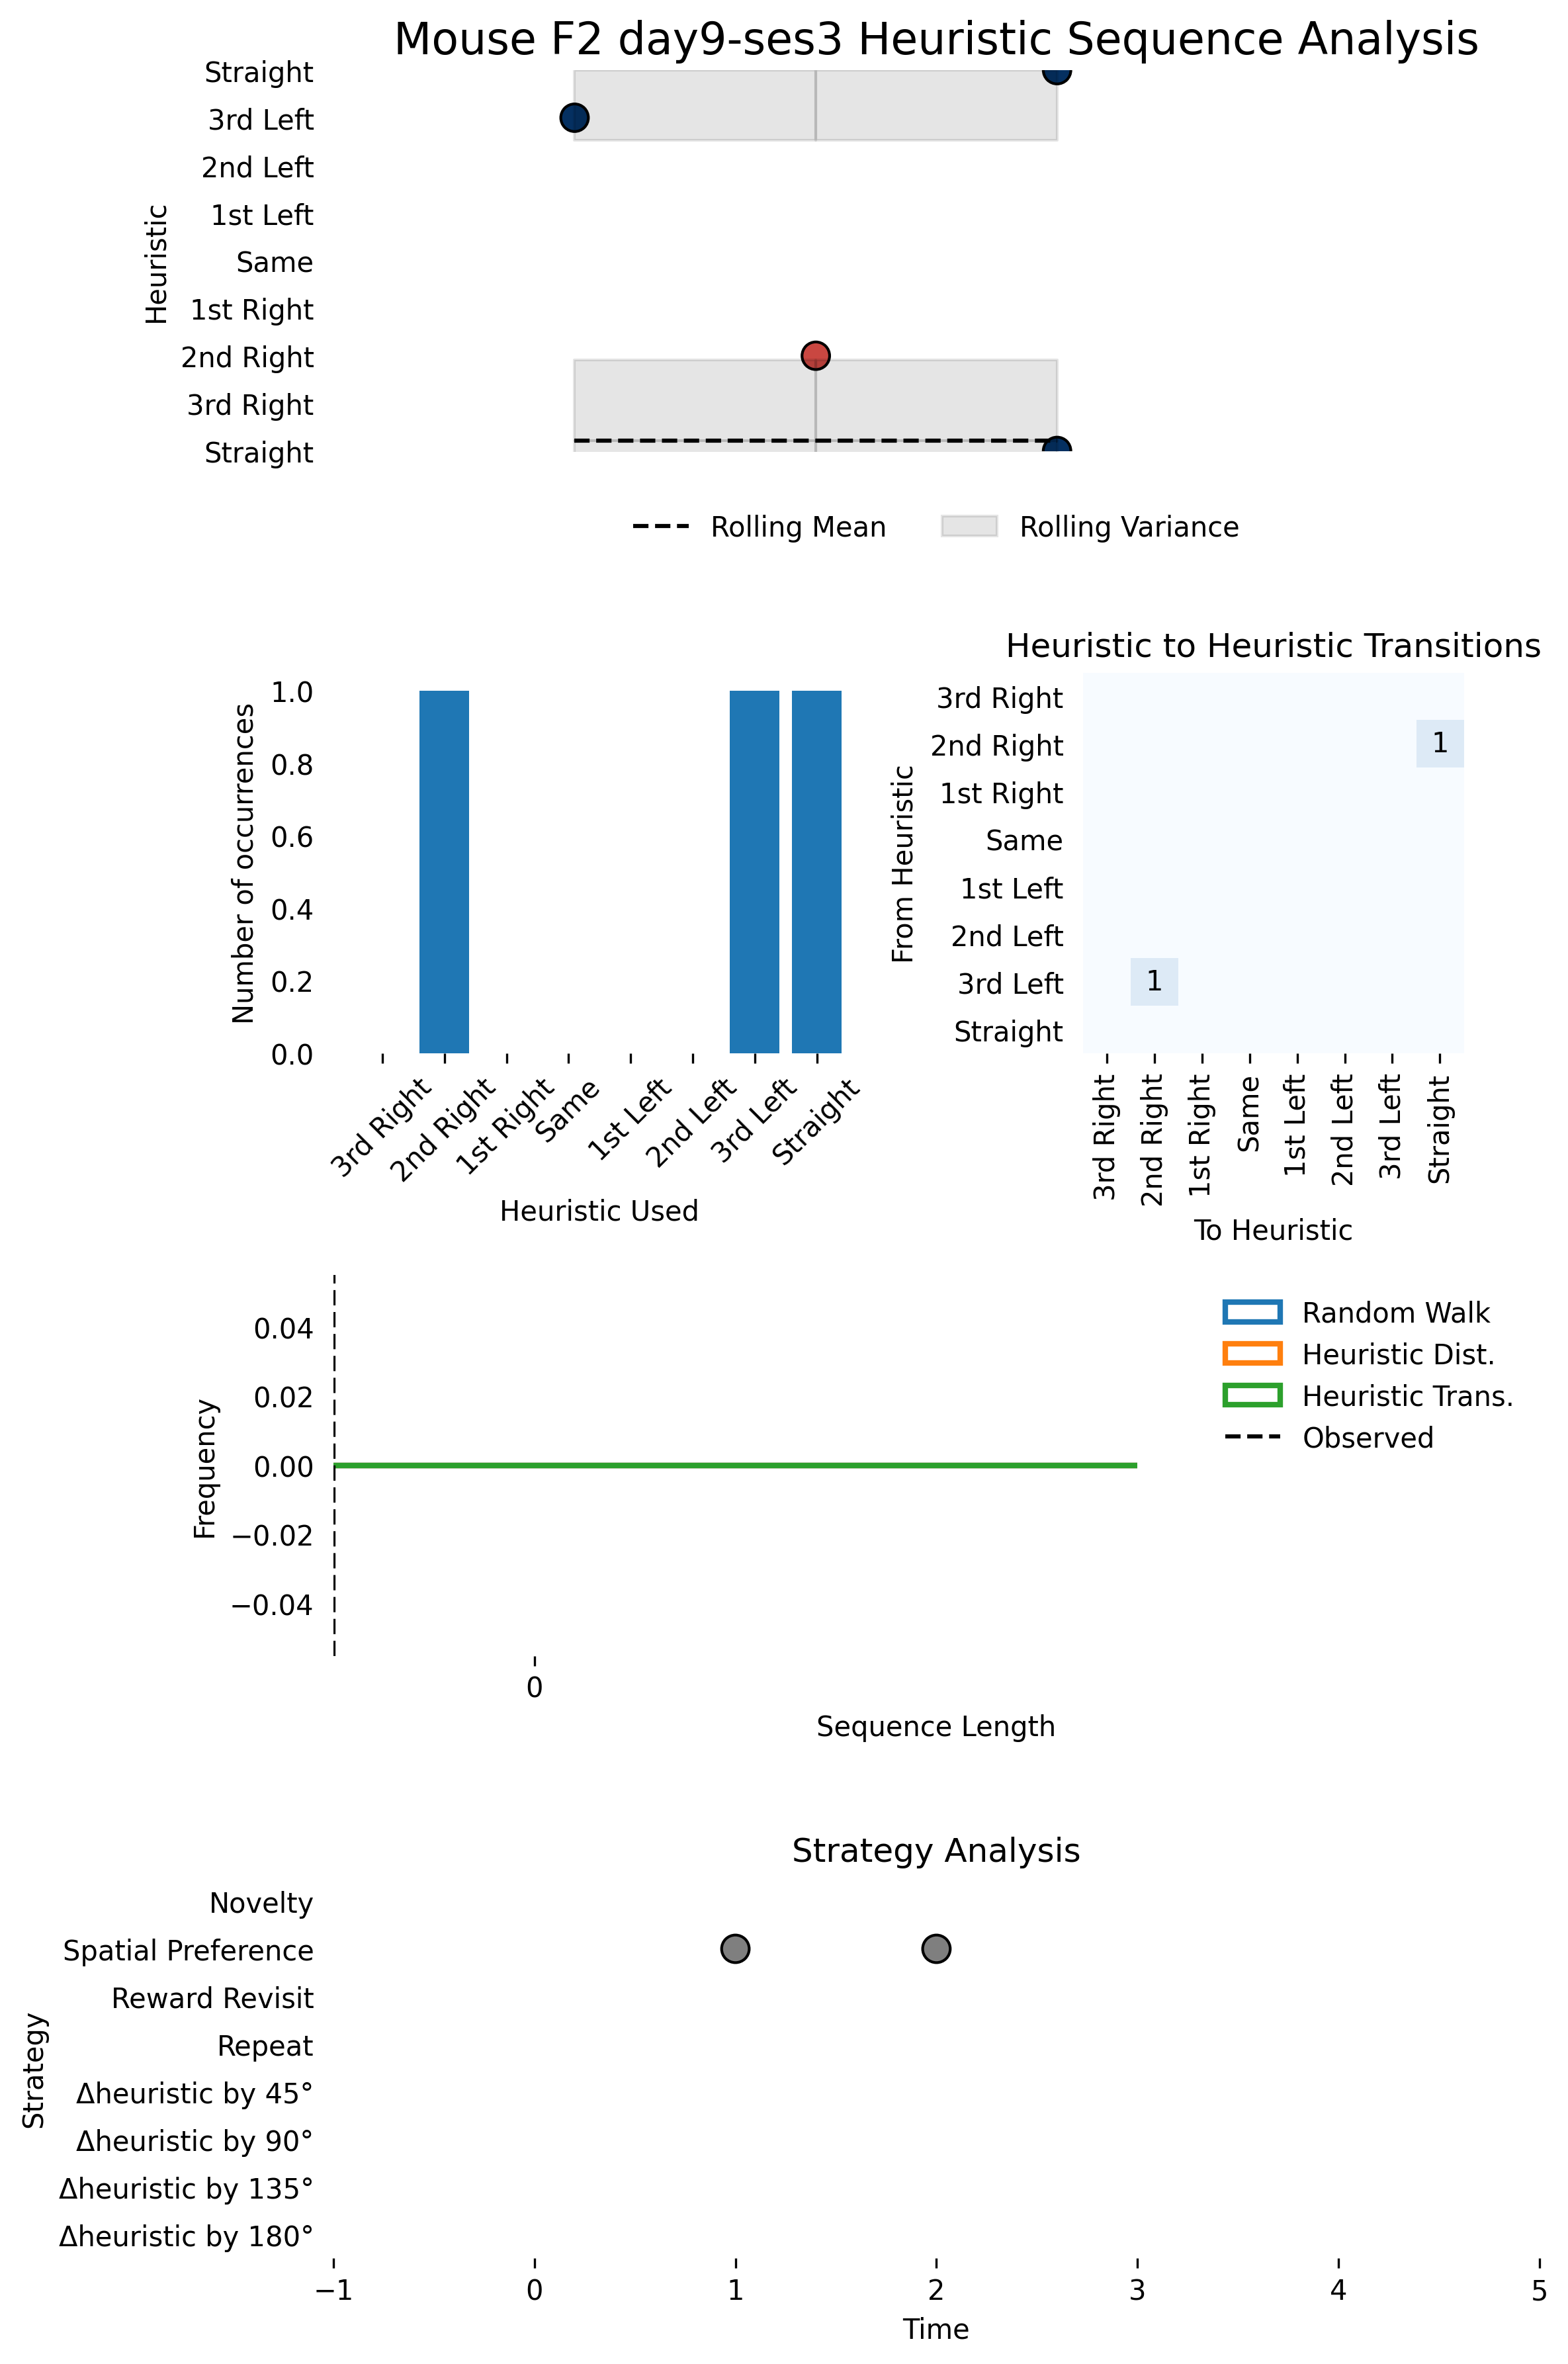 Mouse F2 day9-ses3 Heuristic Sequence Analysis
Straight
3rd Left
2nd Left
1st Left
Same
1st Right
2nd Right
3rd Right
Straight
Heuristic
Rolling Mean
Rolling Variance
1.0
0.8
0.6
0.4
0.2
0.0
Number of occurrences
3rd Right
2nd Right
1st Right
Same
1st Left
2nd Left
3rd Left
Straight
Heuristic Used
Heuristic to Heuristic Transitions
3rd Right
2nd Right
1st Right
Same
1st Left
2nd Left
3rd Left
Straight
From Heuristic
1
1
3rd Right
2nd Right
1st Right
Same
1st Left
2nd Left
3rd Left
Straight
To Heuristic
0.04
0.02
0.00
−0.02
−0.04
Frequency
0
Sequence Length
Random Walk
Heuristic Dist.
Heuristic Trans.
Observed
Strategy Analysis
Novelty
Spatial Preference
Reward Revisit
Repeat
Δheuristic by 45°
Δheuristic by 90°
Δheuristic by 135°
Δheuristic by 180°
Strategy
−1
0
1
2
3
4
5
Time